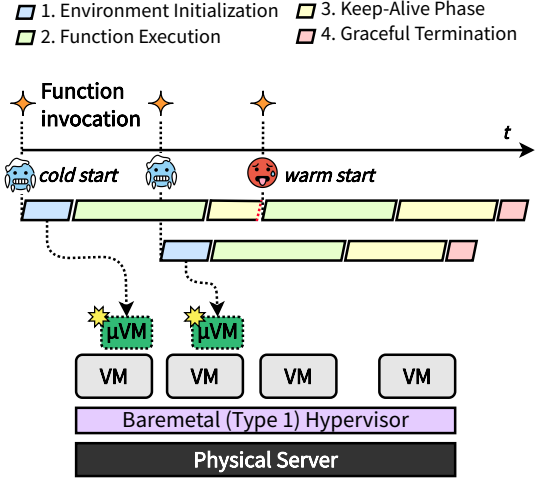 1. Environment Initialization
3. Keep-Alive Phase
2. Function Execution
4. Graceful Termination
Function
invocation
t
cold start
warm start
μVM
μVM
VM
VM
VM
VM
Baremetal (Type 1) Hypervisor
Physical Server